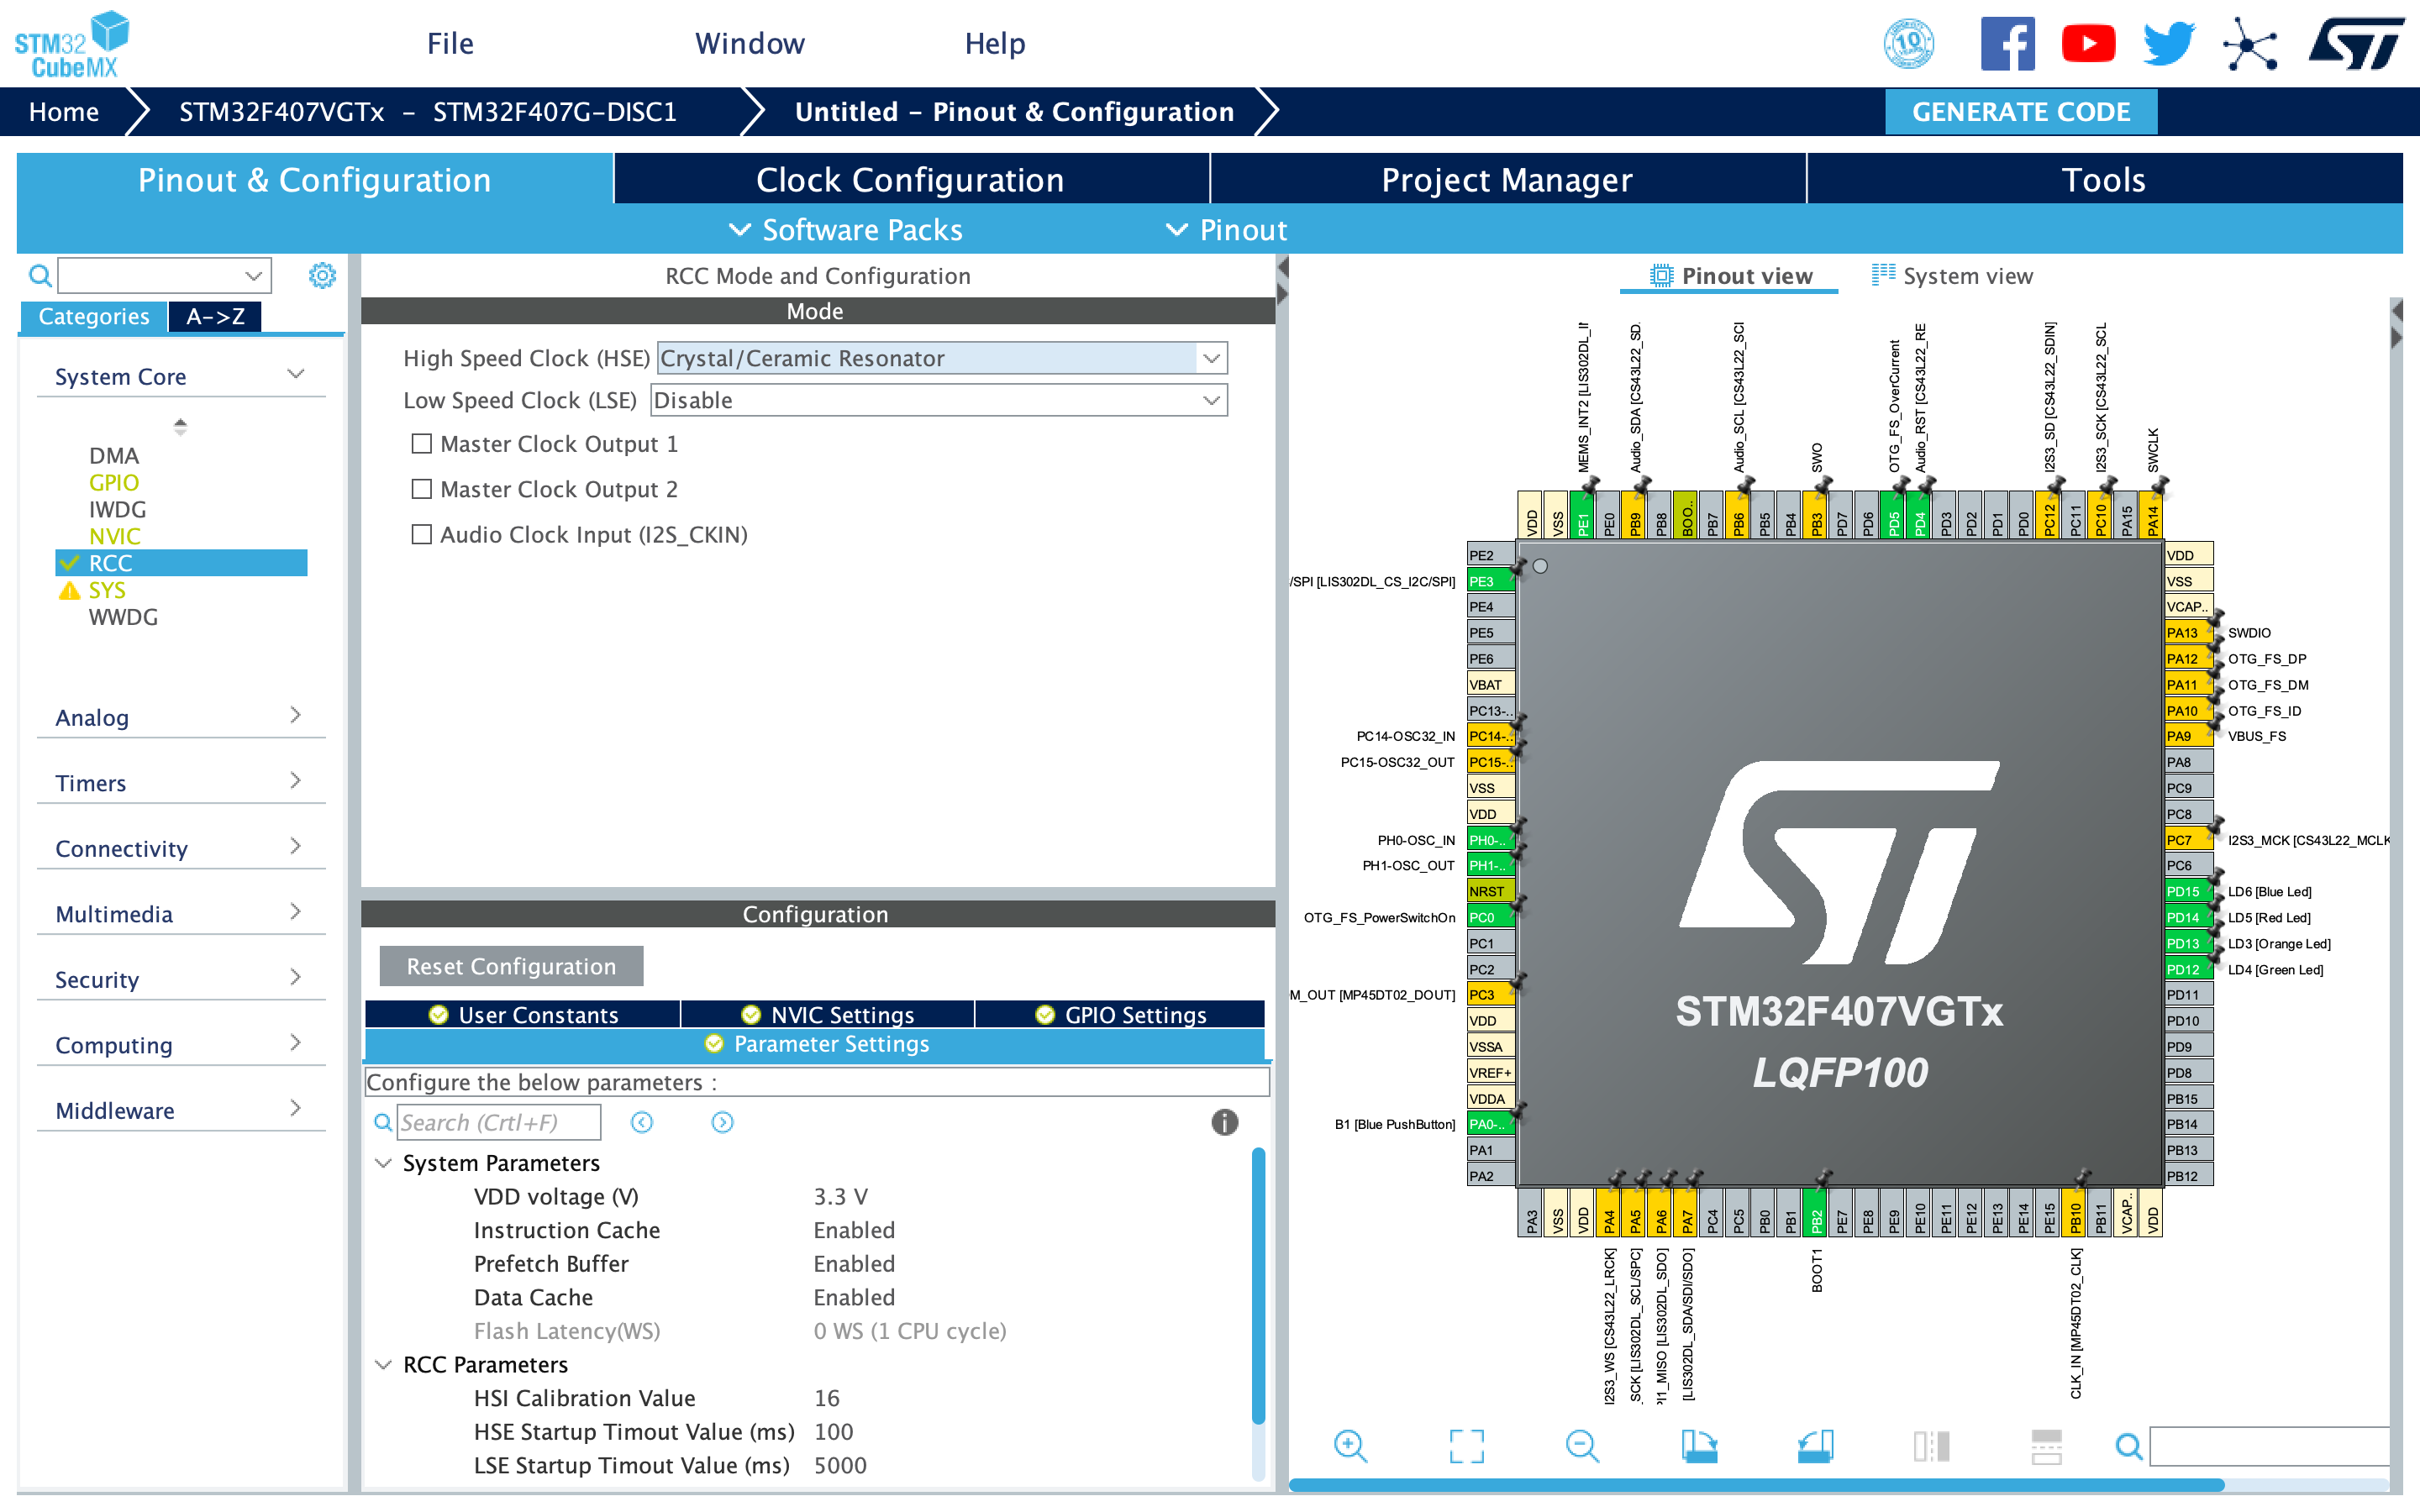 STM32
CubeMX
File
Window
Help
10
ST
Home
STM32F407VGTx - STM32F407G-DISC1
Untitled - Pinout & Configuration
GENERATE CODE
Pinout & Configuration
Clock Configuration
Project Manager
Tools
Software Packs
Pinout
Categories
A->Z
System Core
DMA
GPIO
IWDG
NVIC
RCC
SYS
WWDG
Analog
Timers
Connectivity
Multimedia
Security
Computing
Middleware
RCC Mode and Configuration
Mode
High Speed Clock (HSE) Crystal/Ceramic Resonator
Low Speed Clock (LSE) Disable
Master Clock Output 1
Master Clock Output 2
Audio Clock Input (I2S_CKIN)
Configuration
Reset Configuration
User Constants
NVIC Settings
GPIO Settings
Parameter Settings
Configure the below parameters :
Search (Crtl+F)
System Parameters
VDD voltage (V) 3.3 V
Instruction Cache Enabled
Prefetch Buffer Enabled
Data Cache Enabled
Flash Latency(WS) 0 WS (1 CPU cycle)
RCC Parameters
HSI Calibration Value 16
HSE Startup Timout Value (ms) 100
LSE Startup Timout Value (ms) 5000
Pinout view
System view
MEMS_INT2 [LIS302DL_I
Audio_SDA [CS43L22_SD.
Audio_SCL [CS43L22_SCI
SWO
OTG_FS_OverCurrent
Audio_RST [CS43L22_RE
I2S3_SD [CS43L22_SDIN]
I2S3_SCK [CS43L22_SCL
SWCLK
VDD
VSS
PE1
PE0
PB9
PB8
BOO..
PB7
PB6
PB5
PB4
PB3
PD7
PD6
PD5
PD4
PD3
PD2
PD1
PD0
PC12
PC11
PC10
PA15
PA14
PE2
/SPI [LIS302DL_CS_I2C/SPI] PE3
PE4
PE5
PE6
VBAT
PC13-..
PC14-OSC32_IN PC14-..
PC15-OSC32_OUT PC15-..
VSS
VDD
PH0-OSC_IN PH0-..
PH1-OSC_OUT PH1-..
NRST
OTG_FS_PowerSwitchOn PC0
PC1
PC2
M_OUT [MP45DT02_DOUT] PC3
VDD
VSSA
VREF+
VDDA
B1 [Blue PushButton] PA0-..
PA1
PA2
ST
STM32F407VGTx
LQFP100
VDD
VSS
VCAP..
PA13 SWDIO
PA12 OTG_FS_DP
PA11 OTG_FS_DM
PA10 OTG_FS_ID
PA9 VBUS_FS
PA8
PC9
PC8
PC7 I2S3_MCK [CS43L22_MCLK
PC6
PD15 LD6 [Blue Led]
PD14 LD5 [Red Led]
PD13 LD3 [Orange Led]
PD12 LD4 [Green Led]
PD11
PD10
PD9
PD8
PB15
PB14
PB13
PB12
PA3
VSS
VDD
PA4
PA5
PA6
PA7
PC4
PC5
PB0
PB1
PB2
PE7
PE8
PE9
PE10
PE11
PE12
PE13
PE14
PE15
PB10
PB11
VCAP..
VDD
I2S3_WS [CS43L22_LRCK]
_SCK [LIS302DL_SCL/SPC]
PI1_MISO [LIS302DL_SDO]
[LIS302DL_SDA/SDI/SDO]
BOOT1
CLK_IN [MP45DT02_CLK]